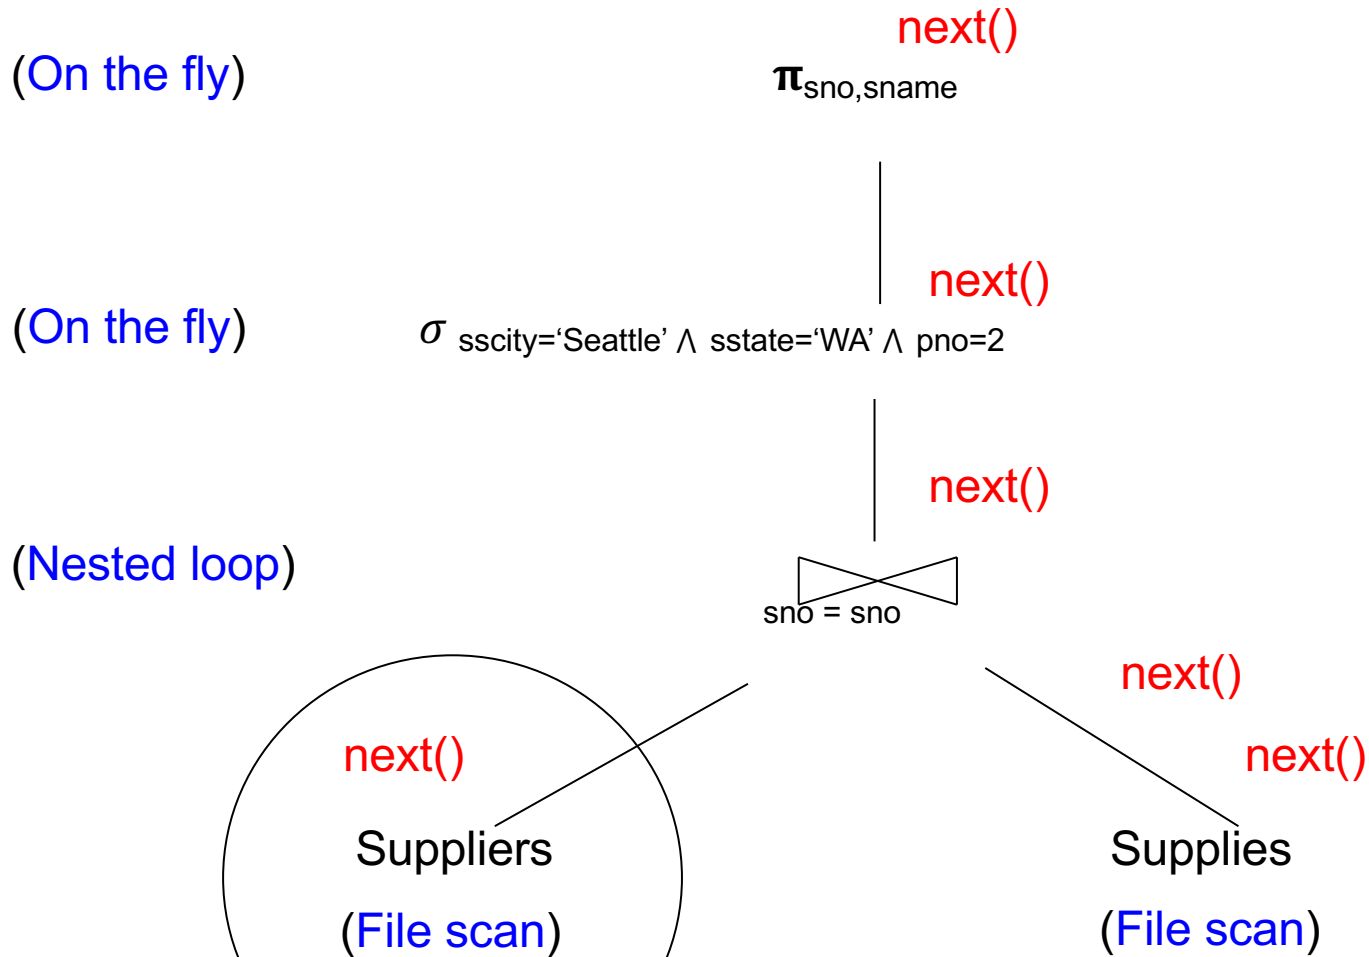 next()
(On the fly)
πsno,sname
next()
(On the fly)
σ sscity=‘Seattle’ ∧ sstate=‘WA’ ∧ pno=2
next()
(Nested loop)
sno = sno
next()
next()
next()
Suppliers
Supplies
(File scan)
(File scan)